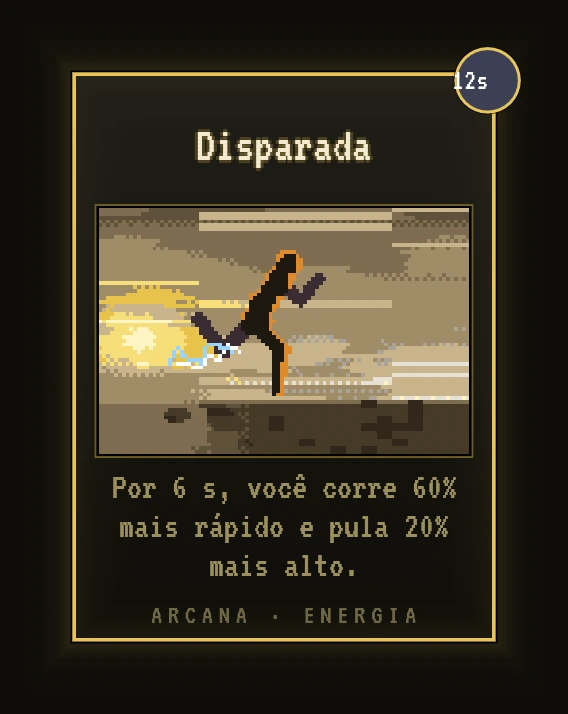 12s
Disparada
Por 6 s, você corre 60%
mais rápido e pula 20%
mais alto.
ARCANA · ENERGIA